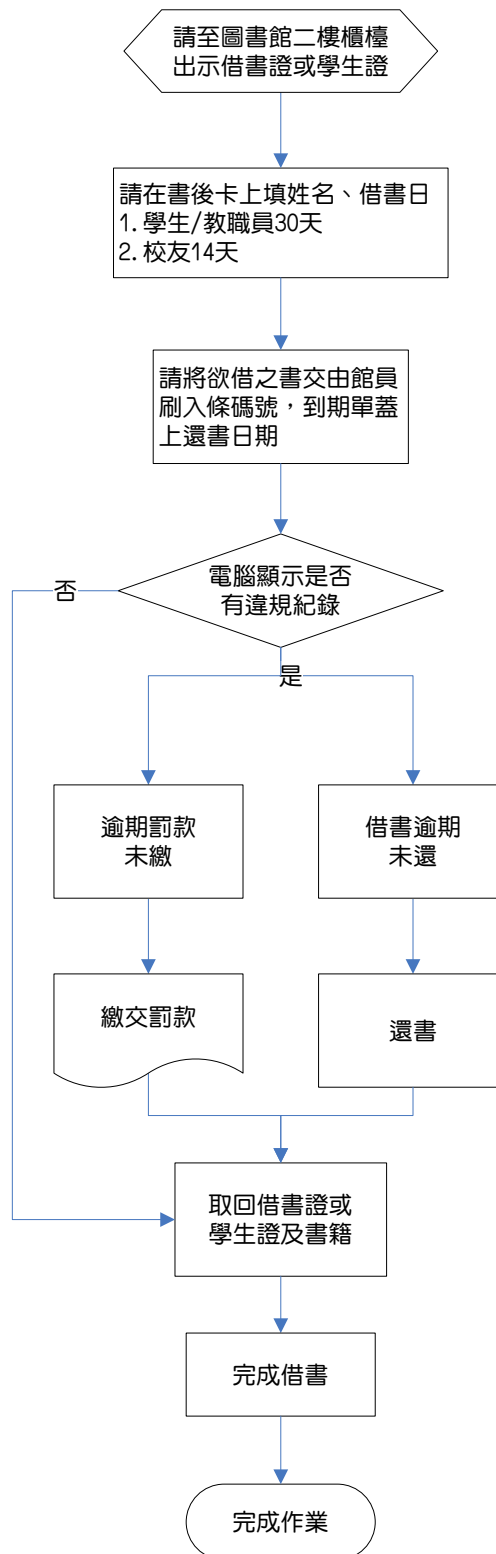 請至圖書館二樓櫃檯
出示借書證或學生證
請在書後卡上填姓名、借書日
1.學生/教職員30天
2.校友14天
請將欲借之書交由館員
刷入條碼號，到期單蓋
上還書日期
電腦顯示是否
有違規紀錄
否
是
逾期罰款
未繳
借書逾期
未還
繳交罰款
還書
取回借書證或
學生證及書籍
完成借書
完成作業